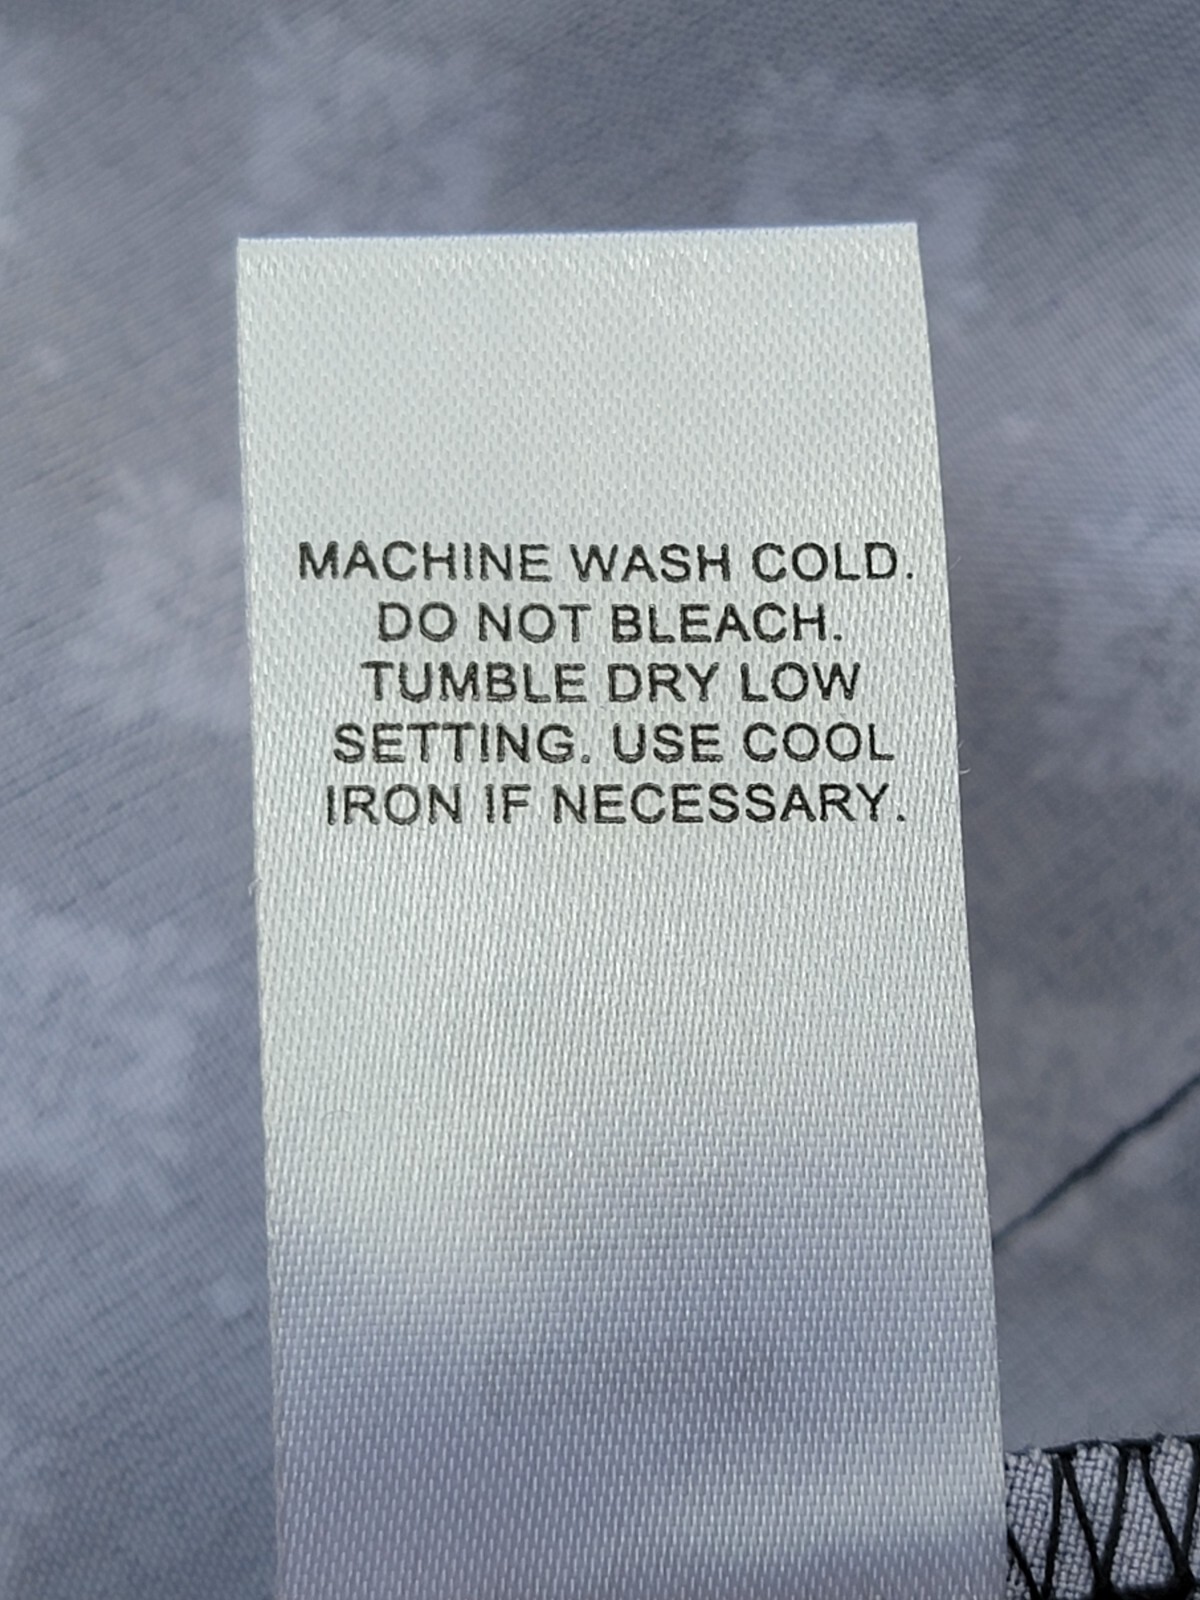 MACHINE WASH COLD.
DO NOT BLEACH.
TUMBLE DRY LOW
SETTING. USE COOL
IRON IF NECESSARY.